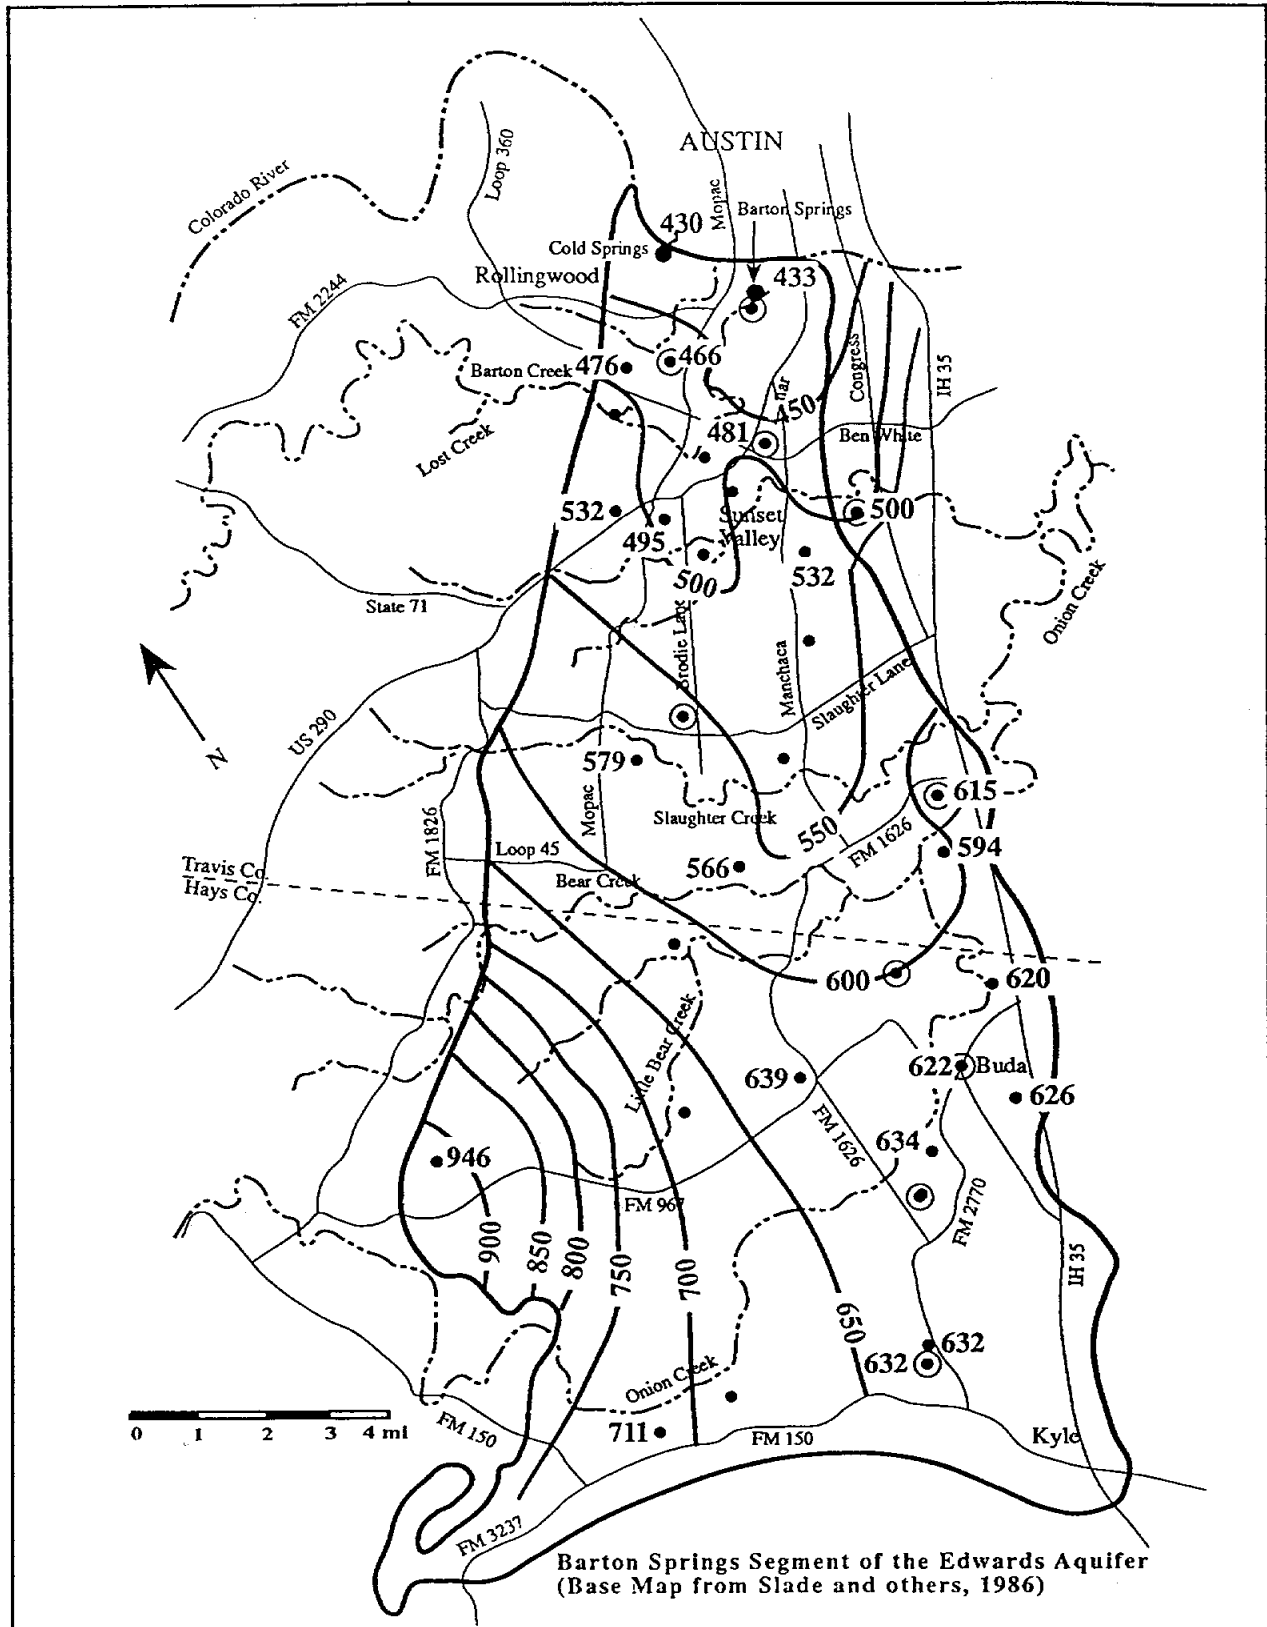 AUSTIN
Colorado River
Loop 360
Mopac
Barton Springs
430
Cold Springs
Rollingwood
433
FM 2244
Congress
IH 35
Barton Creek
476
466
450
Lost Creek
481
Ben White
532
500
Sunset
Valley
495
500
532
State 71
Onion Creek
Brodie Lane
Manchaca
Slaughter Lane
US 290
N
579
615
Mopac
Slaughter Creek
550
FM 1626
594
FM 1826
Loop 45
566
Travis Co.
Hays Co.
Bear Creek
600
620
Little Bear Creek
639
622
Buda
626
FM 1626
634
946
FM 967
FM 2770
900
850
800
750
700
650
IH 35
632
632
Onion Creek
0 1 2 3 4 mi
FM 150
711
FM 150
Kyle
FM 3237
Barton Springs Segment of the Edwards Aquifer
(Base Map from Slade and others, 1986)